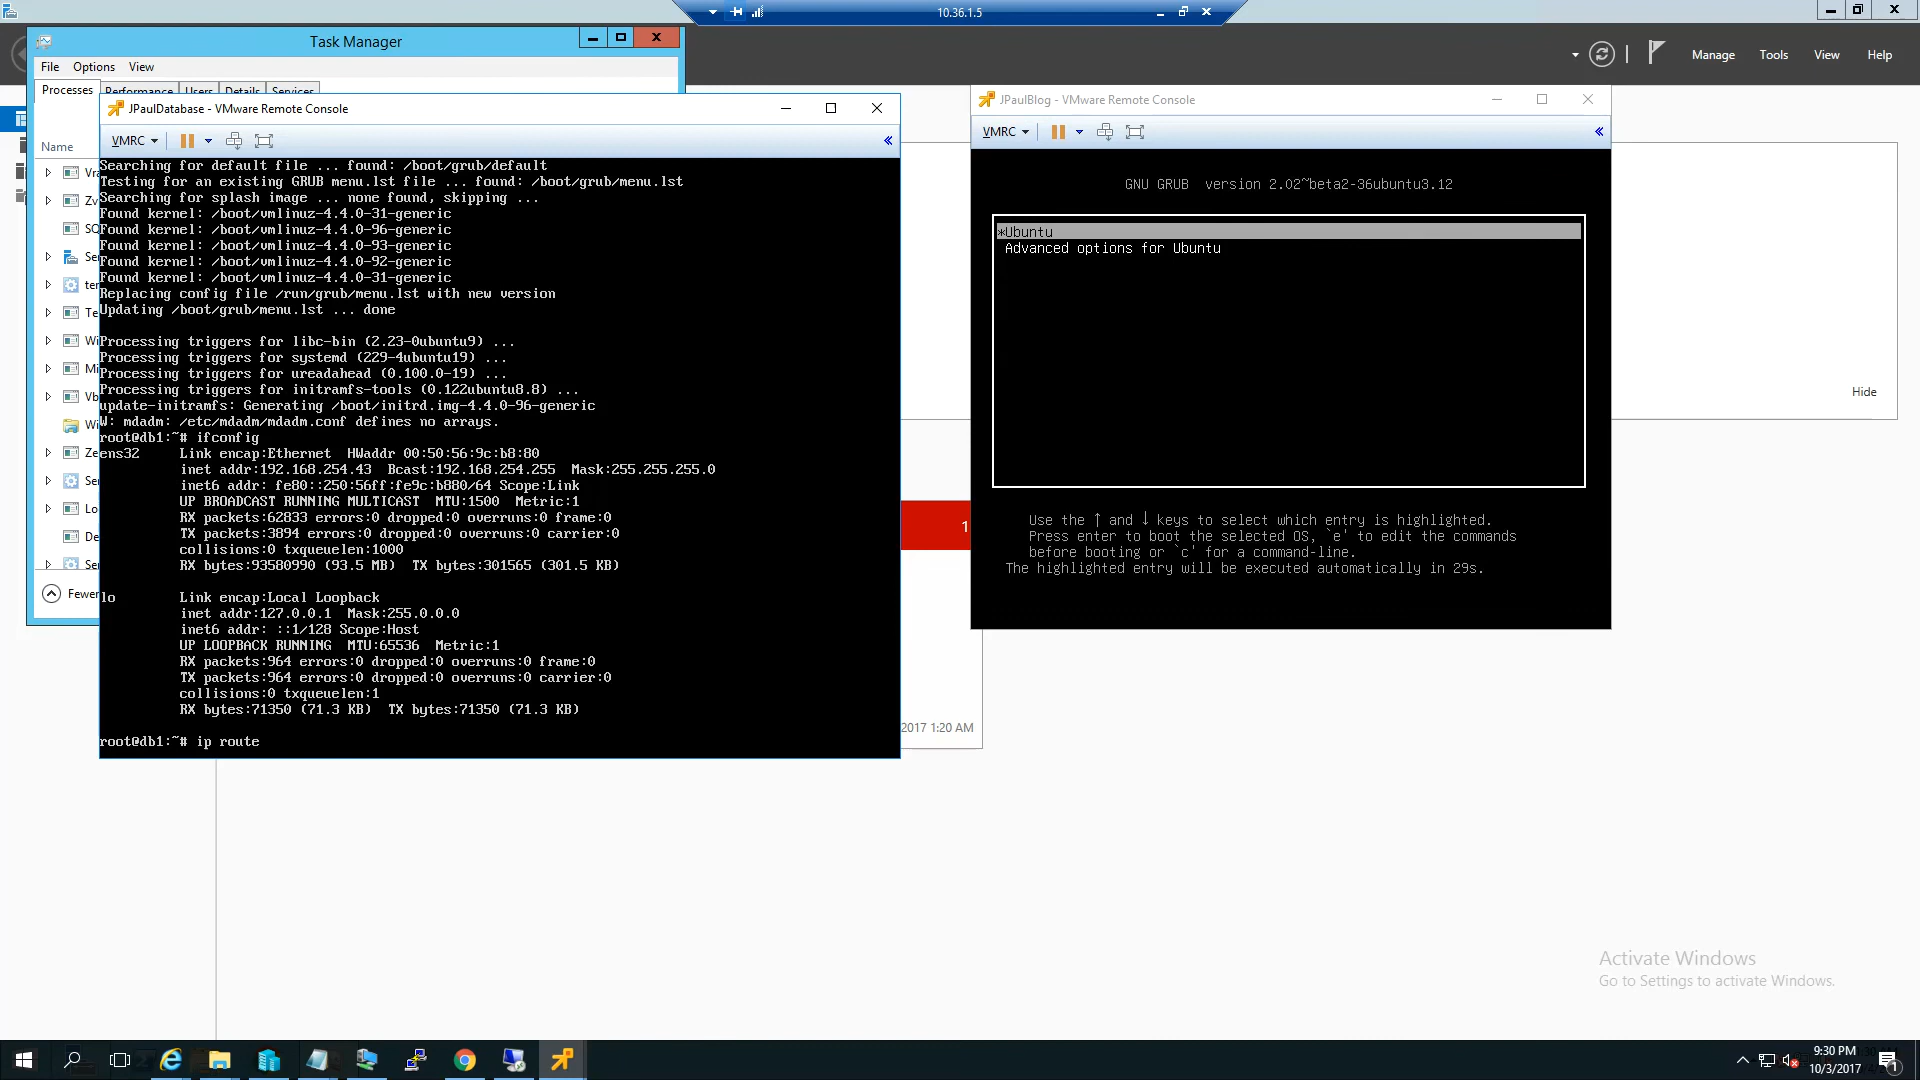 10.36.1.5
Task Manager
File Options View
Processes Performance Users Details Services
Name
Zv
SQ
Se
Te
Wi
Mi
Vb
Wi
Ze
Se
Lo
De
Se
Fewer
Manage Tools View Help
JPaulDatabase - VMware Remote Console
VMRC
Searching for default file ... found: /boot/grub/default
Testing for an existing GRUB menu.lst file ... found: /boot/grub/menu.lst
Searching for splash image ... none found, skipping ...
Found kernel: /boot/vmlinuz-4.4.0-31-generic
Found kernel: /boot/vmlinuz-4.4.0-96-generic
Found kernel: /boot/vmlinuz-4.4.0-93-generic
Found kernel: /boot/vmlinuz-4.4.0-92-generic
Found kernel: /boot/vmlinuz-4.4.0-31-generic
Replacing config file /run/grub/menu.lst with new version
Updating /boot/grub/menu.lst ... done
Processing triggers for libc-bin (2.23-0ubuntu9) ...
Processing triggers for systemd (229-4ubuntu19) ...
Processing triggers for ureadahead (0.100.0-19) ...
Processing triggers for initramfs-tools (0.122ubuntu8.8) ...
update-initramfs: Generating /boot/initrd.img-4.4.0-96-generic
W: mdadm: /etc/mdadm/mdadm.conf defines no arrays.
root@db1:~# ifconfig
ens32 Link encap:Ethernet HWaddr 00:50:56:9c:b8:80
inet addr:192.168.254.43 Bcast:192.168.254.255 Mask:255.255.255.0
inet6 addr: fe80::250:56ff:fe9c:b880/64 Scope:Link
UP BROADCAST RUNNING MULTICAST MTU:1500 Metric:1
RX packets:62833 errors:0 dropped:0 overruns:0 frame:0
TX packets:3894 errors:0 dropped:0 overruns:0 carrier:0
collisions:0 txqueuelen:1000
RX bytes:93580990 (93.5 MB) TX bytes:301565 (301.5 KB)
lo Link encap:Local Loopback
inet addr:127.0.0.1 Mask:255.0.0.0
inet6 addr: ::1/128 Scope:Host
UP LOOPBACK RUNNING MTU:65536 Metric:1
RX packets:964 errors:0 dropped:0 overruns:0 frame:0
TX packets:964 errors:0 dropped:0 overruns:0 carrier:0
collisions:0 txqueuelen:1
RX bytes:71350 (71.3 KB) TX bytes:71350 (71.3 KB)
root@db1:~# ip route
1
2017 1:20 AM
JPaulBlog - VMware Remote Console
VMRC
GNU GRUB version 2.02~beta2-36ubuntu3.12
*Ubuntu
Advanced options for Ubuntu
Use the ↑ and ↓ keys to select which entry is highlighted.
Press enter to boot the selected OS, `e' to edit the commands
before booting or `c' for a command-line.
The highlighted entry will be executed automatically in 29s.
Hide
Activate Windows
Go to Settings to activate Windows.
9:30 PM
10/3/2017
1